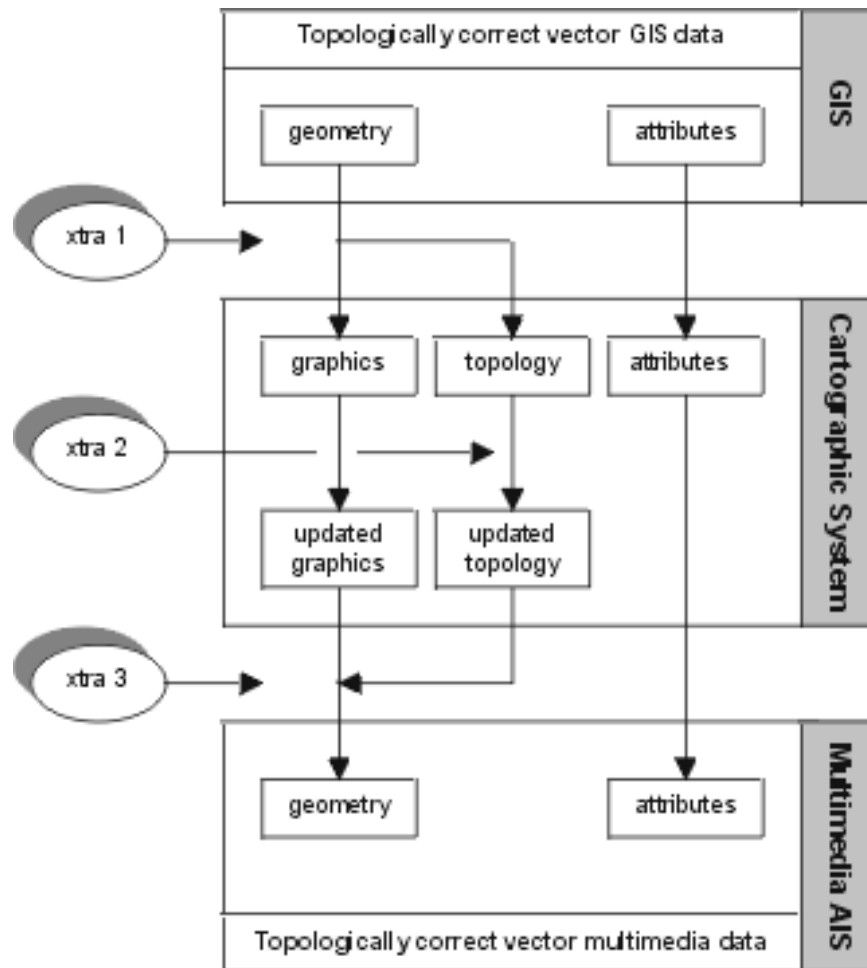 Topologically correct vector GIS data
GIS
geometry
attributes
xtra 1
Cartographic System
graphics
topology
attributes
xtra 2
updated
graphics
updated
topology
xtra 3
Multimedia AIS
geometry
attributes
Topologically correct vector multimedia data